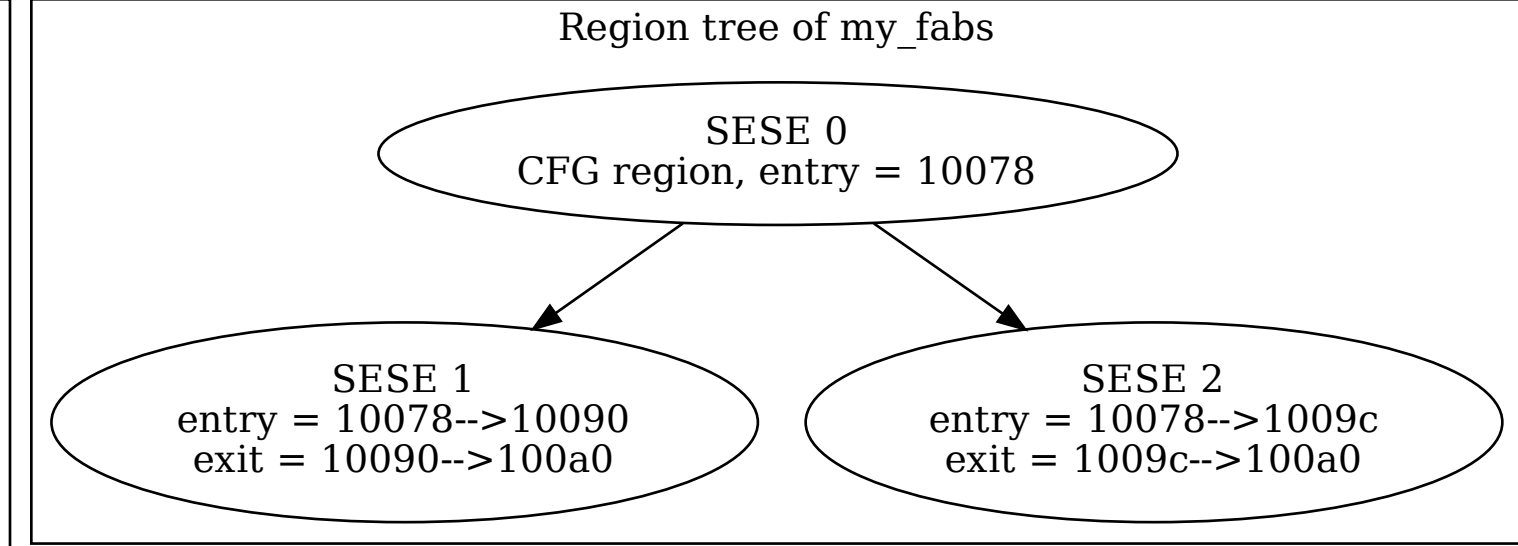 Region tree of my_fabs
SESE 0
CFG region, entry = 10078
SESE 1
entry = 10078-->10090
exit = 10090-->100a0
SESE 2
entry = 10078-->1009c
exit = 1009c-->100a0